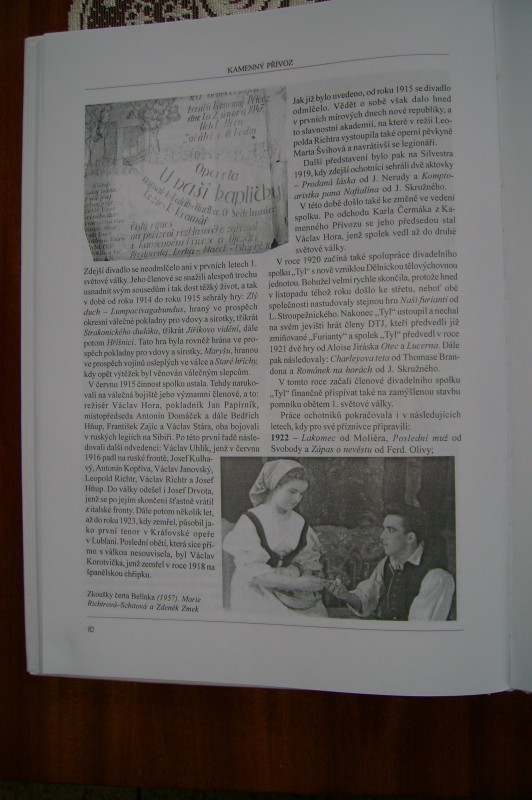 KAMENNÝ PŘÍVOZ
Opereta
U naší kapličky
Zdejší divadlo se neodmlčelo ani v prvních letech 1.
světové války. Jeho členové se snažili alespoň trochu
usnadnit svým sousedům i tak dost těžký život, a tak
v době od roku 1914 do roku 1915 sehrály hry: Zlý
duch – Lumpacivagabundus, hraný ve prospěch
okresní válečné pokladny pro vdovy a sirotky,
Strakonického dudáka, třikrát Jiříkovo vidění, dále
potom Hříšnici. Tato hra byla rovněž hrána ve pro-
spěch pokladny pro vdovy a sirotky, Maryšu, hranou
ve prospěch vojínů osleplých ve válce a Staré hříchy,
kdy opět výtěžek byl věnován válečným slepcům.
V červnu 1915 činnost spolku ustala. Tehdy naruko-
vali na válečná bojiště jeho významní členové, a to:
režisér Václav Hora, pokladník Jan Papírník,
místopředseda Antonín Domáček a dále Bedřich
Hňup, František Zajíc a Václav Stára, oba bojovali
v ruských legiích na Sibiři. Po této první řadě násle-
dovali další odvedenci: Václav Uhlík, jenž v červnu
1916 padl na ruské frontě, Josef Kulha-
vý, Antonín Kopřiva, Václav Janovský,
Leopold Richtr, Václav Richtr a Josef
Hňup. Do války odešel i Josef Drvota,
jenž se po jejím skončení šťastně vrátil
z italské fronty. Dále potom několik let,
až do roku 1923, kdy zemřel, působil ja-
ko první tenor v Královské opeře
v Lublani. Poslední obětí, která sice pří-
mo s válkou nesouvisela, byl Václav
Korotvička, jenž zemřel v roce 1918 na
španělskou chřipku.
Zkoušky čerta Belínka (1957). Marie
Richtrová-Schitová a Zdeněk Zmek
Jak již bylo uvedeno, od roku 1915 se divadlo
odmlčelo. Vědět o sobě však dalo hned
v prvních mírových dnech nové republiky, a
to slavnostní akademií, na které v režii Leo-
polda Richtra vystoupila také operní pěvkyně
Marta Švihová a navrátivší se legionáři.
Další představení bylo pak na Silvestra
1919, kdy zdejší ochotníci sehráli dvě aktovky
– Prodaná láska od J. Nerudy a Kompto-
aristka pana Naftalína od J. Skružného.
V této době došlo také ke změně ve vedení
spolku. Po odchodu Karla Čermáka z Ka-
menného Přívozu se jeho předsedou stal
Václav Hora, jenž spolek vedl až do druhé
světové války.
V roce 1920 začíná také spolupráce divadelního
spolku „Tyl“ s nově vzniklou Dělnickou tělovýchovnou
jednotou. Bohužel velmi rychle skončila, protože hned
v listopadu téhož roku došlo ke střetu, neboť obě
společnosti nastudovaly stejnou hru Naši furianti od
L. Stroupežnického. Nakonec „Tyl“ ustoupil a nechal
na svém jevišti hrát členy DTJ, kteří předvedli již
zmiňované „Furianty“ a spolek „Tyl“ předvedl v roce
1921 dvě hry od Aloise Jiráska Otec a Lucerna. Dále
pak následovaly: Charleyova teta od Thomase Bran-
dona a Románek na horách od J. Skružného.
V tomto roce začali členové divadelního spolku
„Tyl“ finančně přispívat také na zamýšlenou stavbu
pomníku obětem 1. světové války.
Práce ochotníků pokračovala i v následujících
letech, kdy pro své příznivce připravili:
1922 – Lakomec od Molièra, Poslední muž od
Svobody a Zápas o nevěstu od Ferd. Olivy;
82